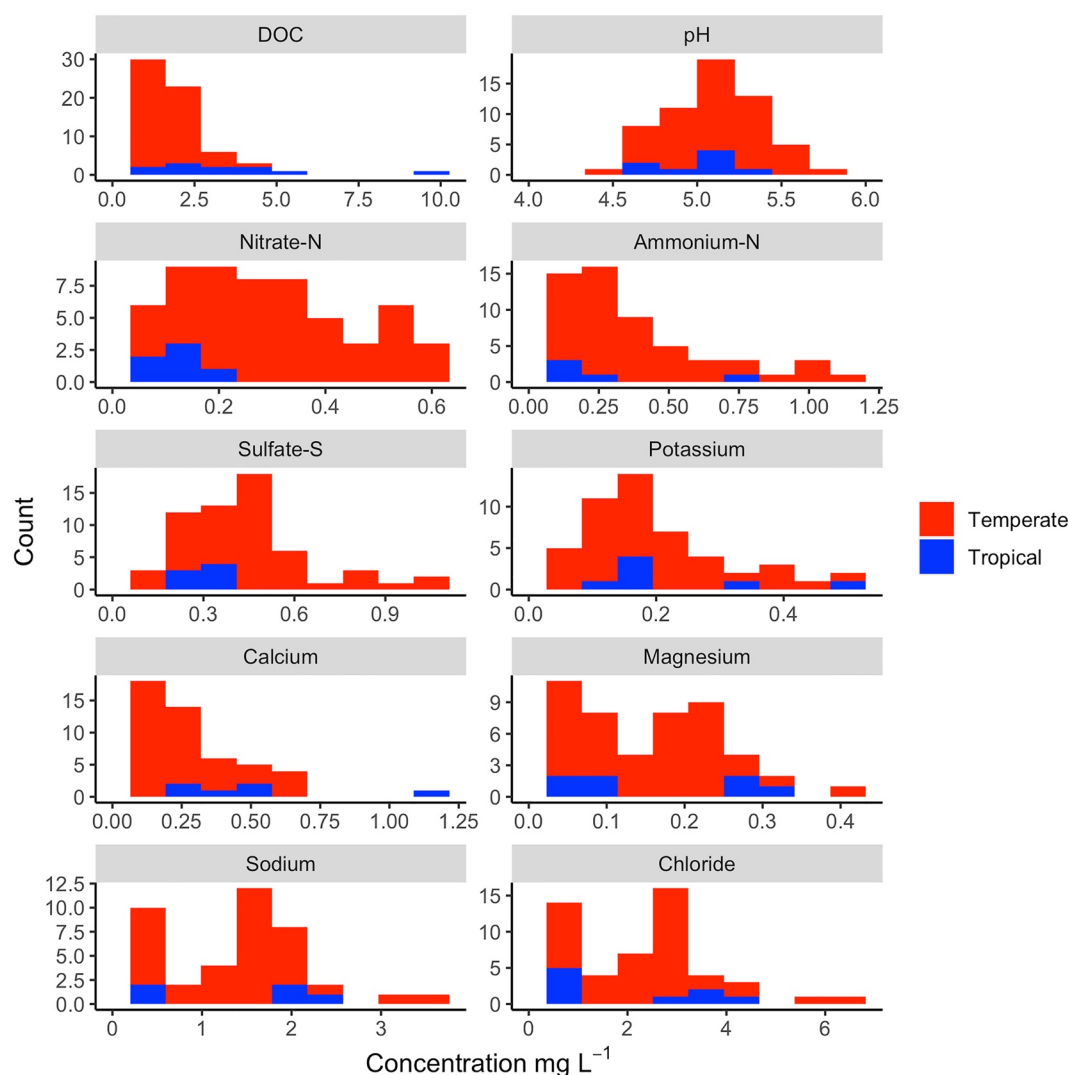 DOC
30
20
10
0
0.0 2.5 5.0 7.5 10.0
pH
15
10
5
0
4.0 4.5 5.0 5.5 6.0
Nitrate-N
7.5
5.0
2.5
0.0
0.0 0.2 0.4 0.6
Ammonium-N
15
10
5
0
0.00 0.25 0.50 0.75 1.00 1.25
Sulfate-S
15
10
5
0
0.0 0.3 0.6 0.9
Potassium
10
5
0
0.0 0.2 0.4
Calcium
15
10
5
0
0.00 0.25 0.50 0.75 1.00 1.25
Magnesium
9
6
3
0
0.0 0.1 0.2 0.3 0.4
Sodium
12.5
10.0
7.5
5.0
2.5
0.0
0 1 2 3
Chloride
15
10
5
0
0 2 4 6
Count
Concentration mg L⁻¹
Temperate
Tropical